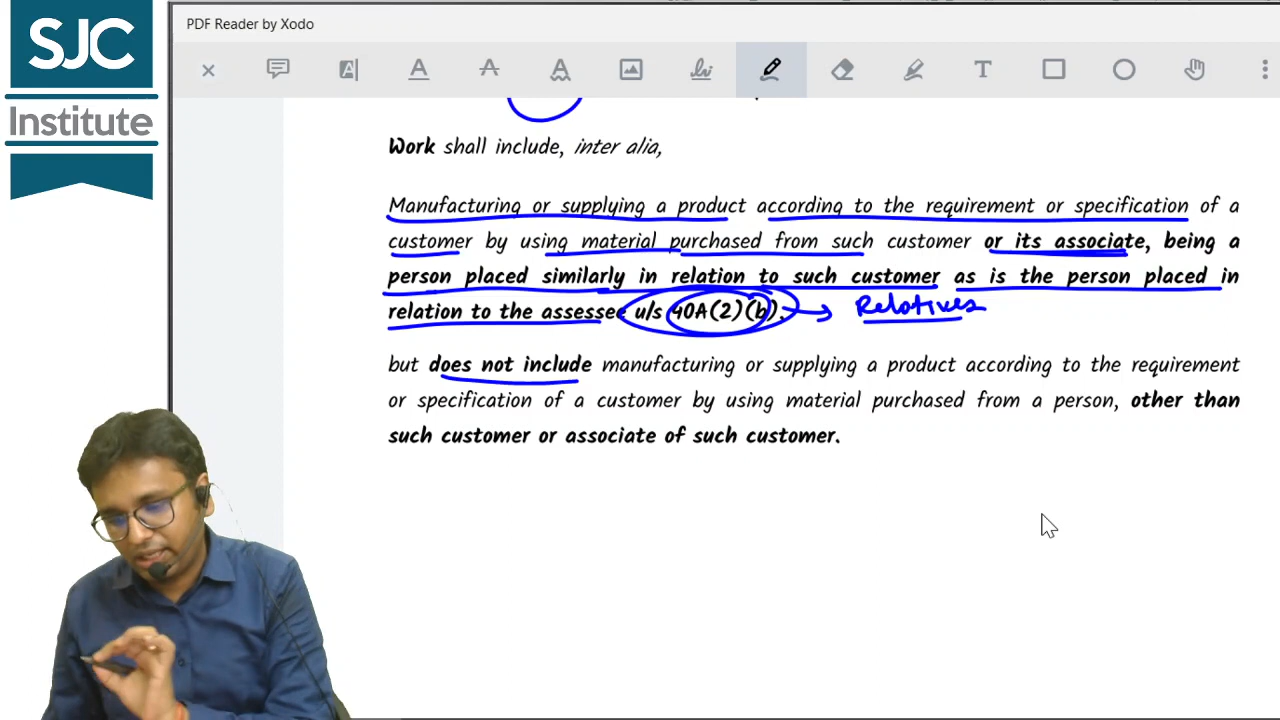 SJC
Institute
PDF Reader by Xodo
Work shall include, inter alia,
Manufacturing or supplying a product according to the requirement or specification of a
customer by using material purchased from such customer or its associate, being a
person placed similarly in relation to such customer as is the person placed in
relation to the assessee u/s 40A(2)(b). → Relatives
but does not include manufacturing or supplying a product according to the requirement
or specification of a customer by using material purchased from a person, other than
such customer or associate of such customer.